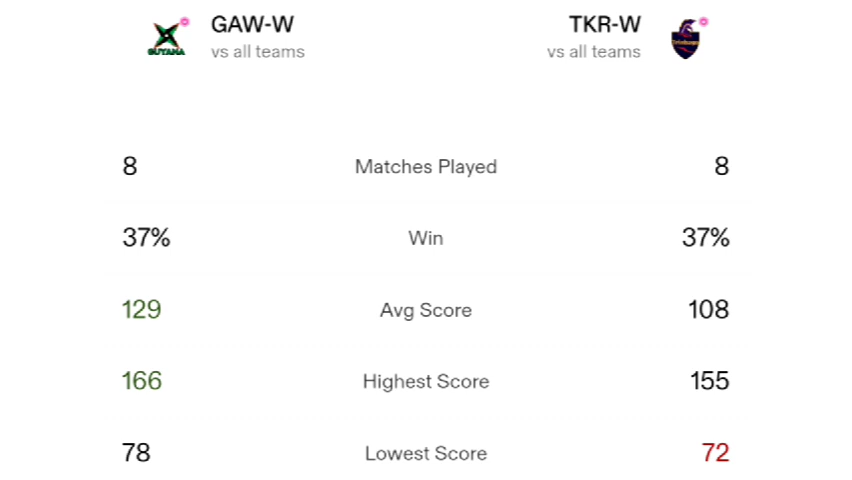 GAW-W
vs all teams
TKR-W
vs all teams
GUYANA
8 Matches Played 8
37% Win 37%
129 Avg Score 108
166 Highest Score 155
78 Lowest Score 72